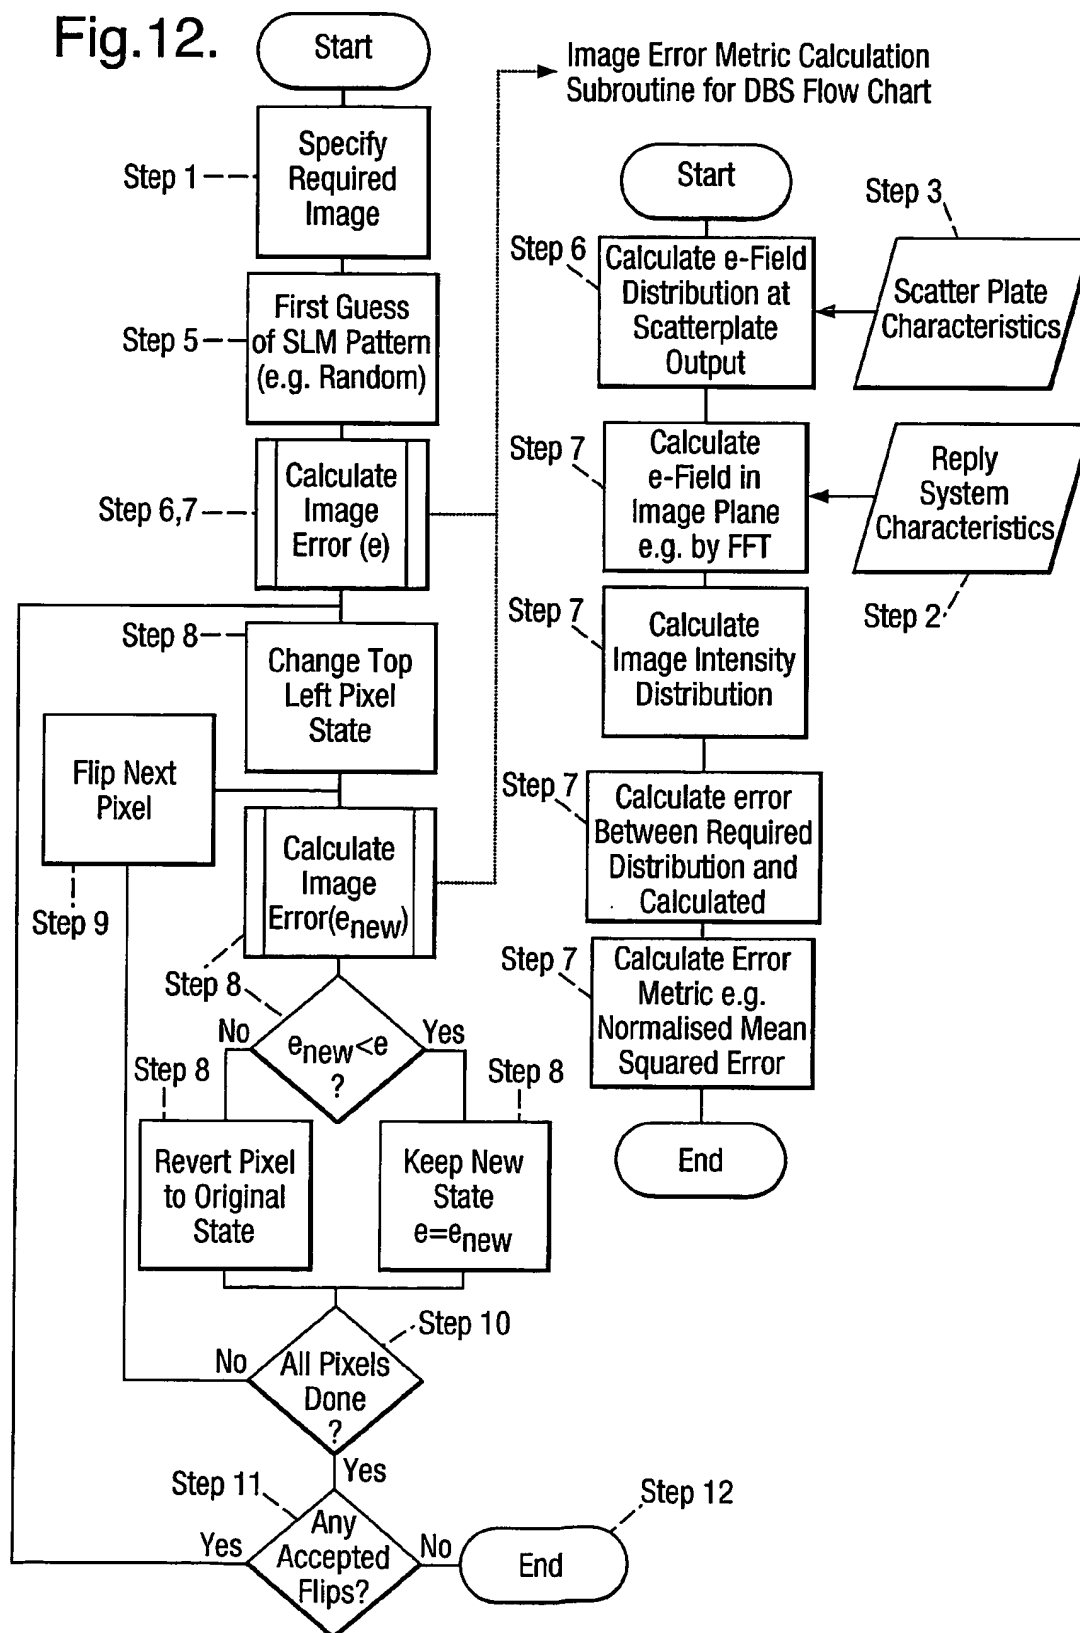 Fig.12.
Start
Step 1
Specify
Required
Image
Step 5
First Guess
of SLM Pattern
(e.g. Random)
Step 6,7
Calculate
Image
Error (e)
Step 8
Change Top
Left Pixel
State
Flip Next
Pixel
Step 9
Calculate
Image
Error(enew)
Step 8
No
enew<e
?
Yes
Step 8
Step 8
Revert Pixel
to Original
State
Keep New
State
e=enew
Step 10
No
All Pixels
Done
?
Yes
Step 11
Yes
Any
Accepted
Flips?
No
Step 12
End
Image Error Metric Calculation
Subroutine for DBS Flow Chart
Start
Step 3
Step 6
Calculate e-Field
Distribution at
Scatterplate
Output
Scatter Plate
Characteristics
Step 7
Calculate
e-Field in
Image Plane
e.g. by FFT
Reply
System
Characteristics
Step 2
Step 7
Calculate
Image Intensity
Distribution
Step 7
Calculate error
Between Required
Distribution and
Calculated
Step 7
Calculate Error
Metric e.g.
Normalised Mean
Squared Error
End